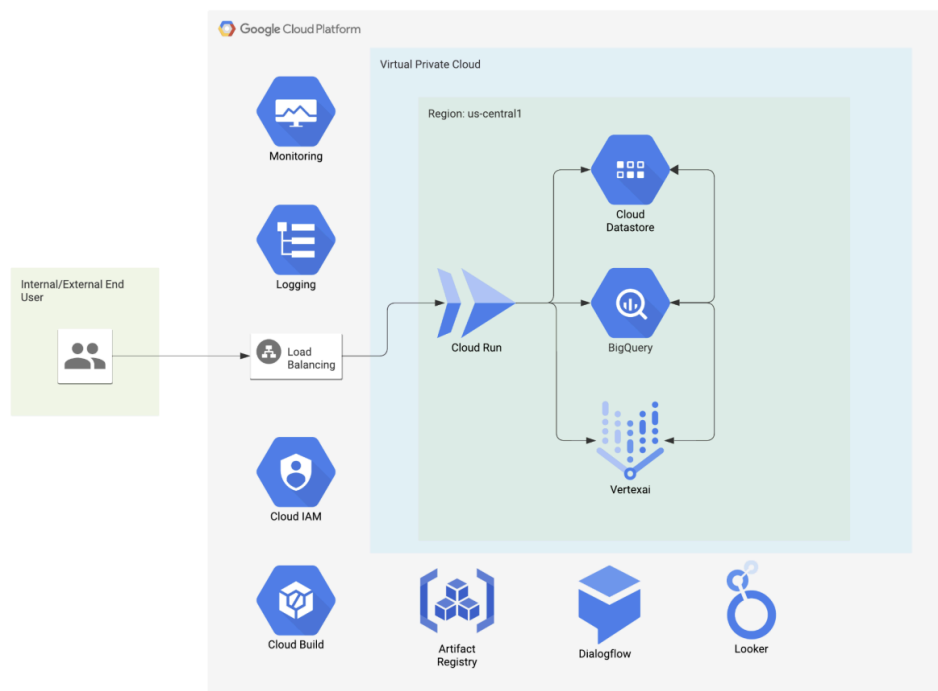 Google Cloud Platform
Virtual Private Cloud
Region: us-central1
Monitoring
Cloud
Datastore
Logging
Internal/External End
User
Load
Balancing
Cloud Run
BigQuery
Vertexai
Cloud IAM
Cloud Build
Artifact
Registry
Dialogflow
Looker